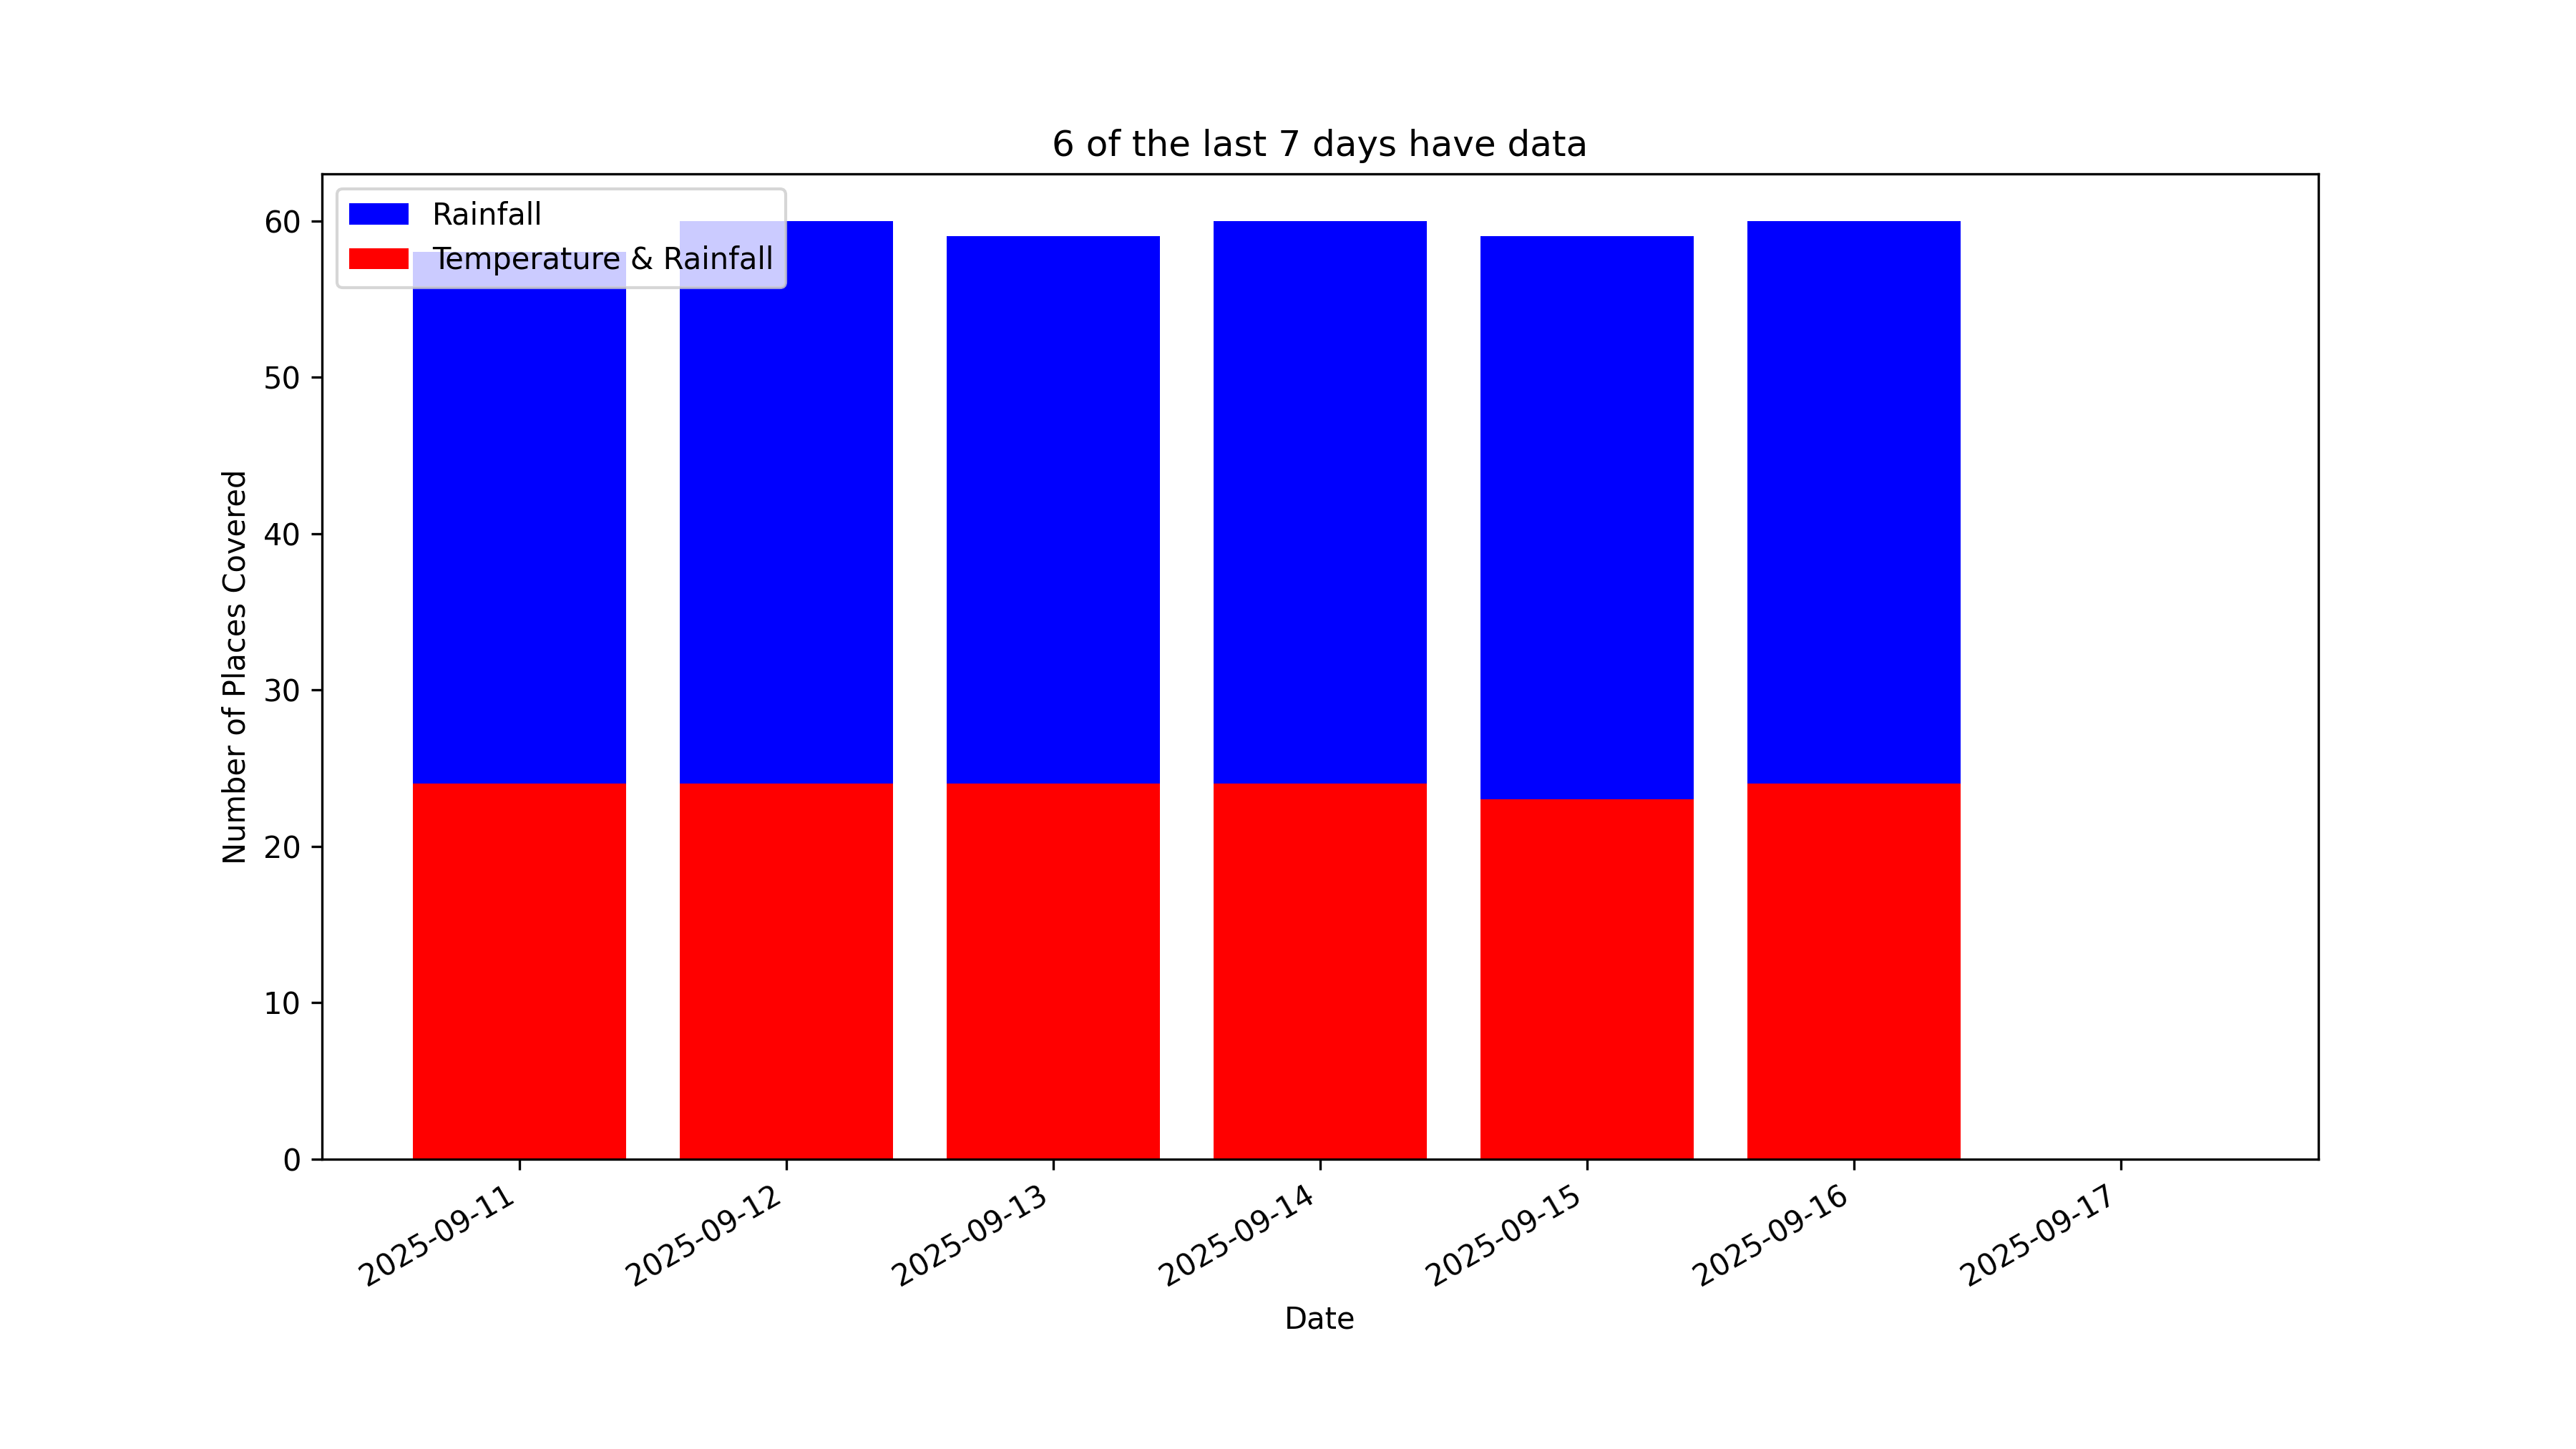 6 of the last 7 days have data
Rainfall
Temperature & Rainfall
Number of Places Covered
60
50
40
30
20
10
0
2025-09-11
2025-09-12
2025-09-13
2025-09-14
2025-09-15
2025-09-16
2025-09-17
Date